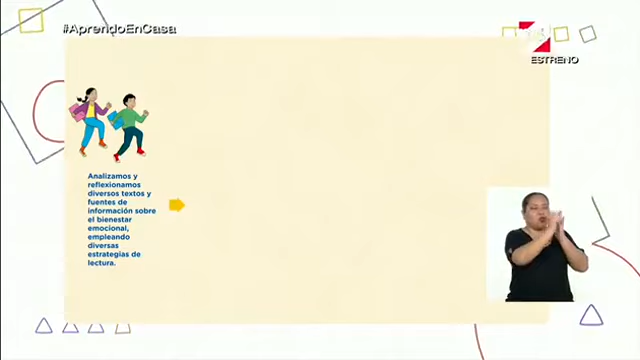 #AprendoEnCasa
ESTRENO
Analizamos y
reflexionamos
diversos textos y
fuentes de
información sobre
el bienestar
emocional,
empleando
diversas
estrategias de
lectura.